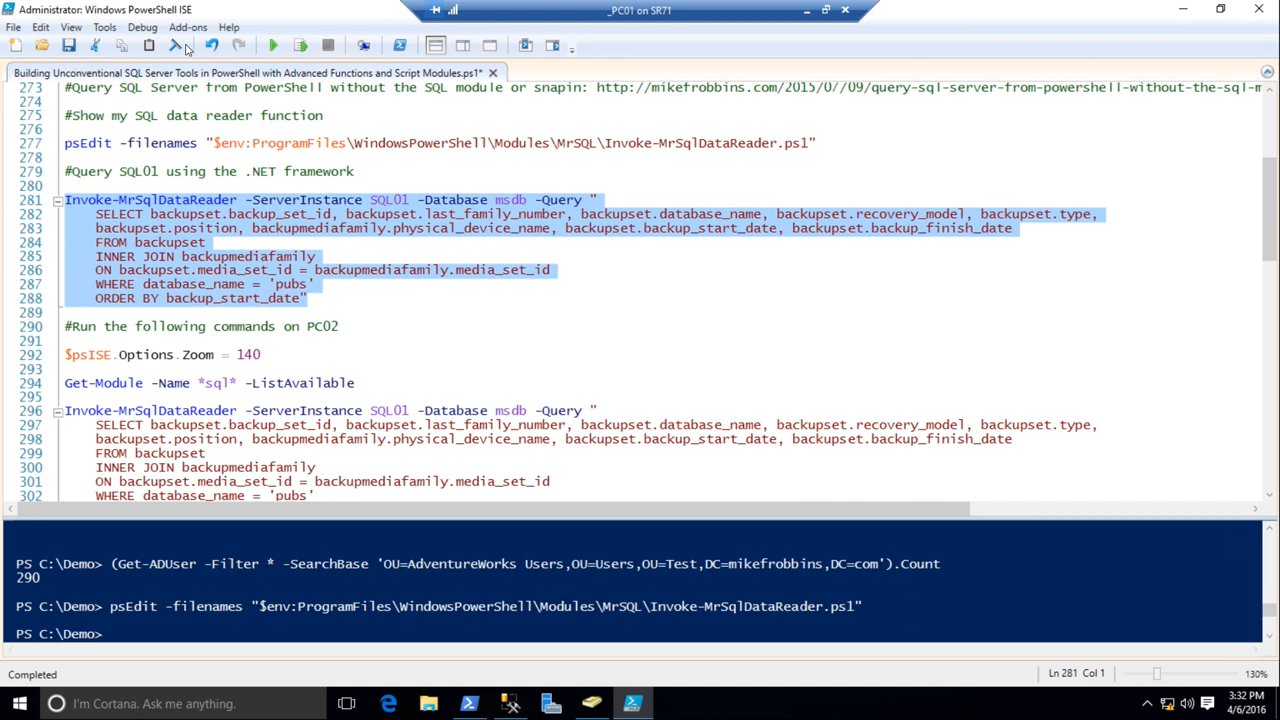 Administrator: Windows PowerShell ISE
_PC01 on SR71
File Edit View Tools Debug Add-ons Help
Building Unconventional SQL Server Tools in PowerShell with Advanced Functions and Script Modules.ps1*
273 #Query SQL Server from PowerShell without the SQL module or snapin: http://mikefrobbins.com/2015/07/09/query-sql-server-from-powershell-without-the-sql-m
274
275 #Show my SQL data reader function
276
277 psEdit -filenames "$env:ProgramFiles\WindowsPowerShell\Modules\MrSQL\Invoke-MrSqlDataReader.ps1"
278
279 #Query SQL01 using the .NET framework
280
281 Invoke-MrSqlDataReader -ServerInstance SQL01 -Database msdb -Query "
282 SELECT backupset.backup_set_id, backupset.last_family_number, backupset.database_name, backupset.recovery_model, backupset.type,
283 backupset.position, backupmediafamily.physical_device_name, backupset.backup_start_date, backupset.backup_finish_date
284 FROM backupset
285 INNER JOIN backupmediafamily
286 ON backupset.media_set_id = backupmediafamily.media_set_id
287 WHERE database_name = 'pubs'
288 ORDER BY backup_start_date"
289
290 #Run the following commands on PC02
291
292 $psISE.Options.Zoom = 140
293
294 Get-Module -Name *sql* -ListAvailable
295
296 Invoke-MrSqlDataReader -ServerInstance SQL01 -Database msdb -Query "
297 SELECT backupset.backup_set_id, backupset.last_family_number, backupset.database_name, backupset.recovery_model, backupset.type,
298 backupset.position, backupmediafamily.physical_device_name, backupset.backup_start_date, backupset.backup_finish_date
299 FROM backupset
300 INNER JOIN backupmediafamily
301 ON backupset.media_set_id = backupmediafamily.media_set_id
302 WHERE database_name = 'pubs'
PS C:\Demo> (Get-ADUser -Filter * -SearchBase 'OU=AdventureWorks Users,OU=Users,OU=Test,DC=mikefrobbins,DC=com').Count
290
PS C:\Demo> psEdit -filenames "$env:ProgramFiles\WindowsPowerShell\Modules\MrSQL\Invoke-MrSqlDataReader.ps1"
PS C:\Demo>
Completed
Ln 281 Col 1
130%
I'm Cortana. Ask me anything.
3:32 PM
4/6/2016